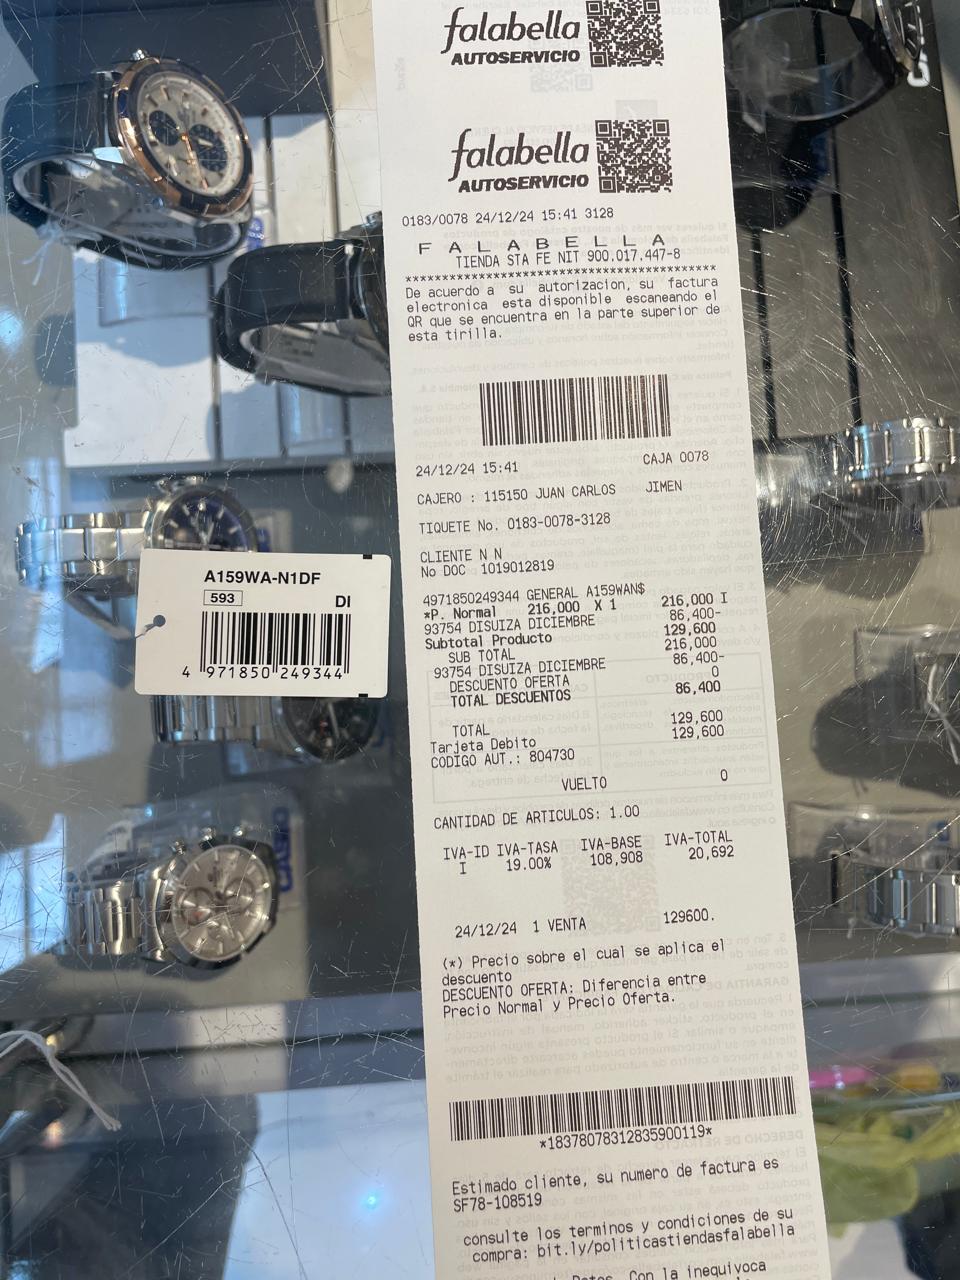 falabella
AUTOSERVICIO
falabella
AUTOSERVICIO
0183/0078 24/12/24 15:41 3128
F A L A B E L L A
TIENDA STA FE NIT 900.017.447-8
****************************************
De acuerdo a su autorizacion, su factura
electronica esta disponible escaneando el
QR que se encuentra en la parte superior de
esta tirilla.
24/12/24 15:41 CAJA 0078
CAJERO : 115150 JUAN CARLOS JIMEN
TIQUETE No. 0183-0078-3128
CLIENTE N N
No DOC : 1019012819
4971850249344 GENERAL A159WAN$
*P. Normal 216,000 X 1 216,000 I
93754 DISUIZA DICIEMBRE 86,400-
Subtotal Producto 129,600
SUB TOTAL 216,000
93754 DISUIZA DICIEMBRE 86,400-
DESCUENTO OFERTA 0
TOTAL DESCUENTOS 86,400
TOTAL 129,600
Tarjeta Debito 129,600
CODIGO AUT.: 804730
VUELTO 0
CANTIDAD DE ARTICULOS: 1.00
IVA-ID IVA-TASA IVA-BASE IVA-TOTAL
I 19.00% 108,908 20,692
24/12/24 1 VENTA 129600.
(*) Precio sobre el cual se aplica el
descuento
DESCUENTO OFERTA: Diferencia entre
Precio Normal y Precio Oferta.
*18378078312835900119*
Estimado cliente, su numero de factura es
SF78-108519
consulte los terminos y condiciones de su
compra: bit.ly/politicastiendasfalabella
Datos. Con la inequivoca
A159WA-N1DF
593 DI
4 971850 249344
CASIO